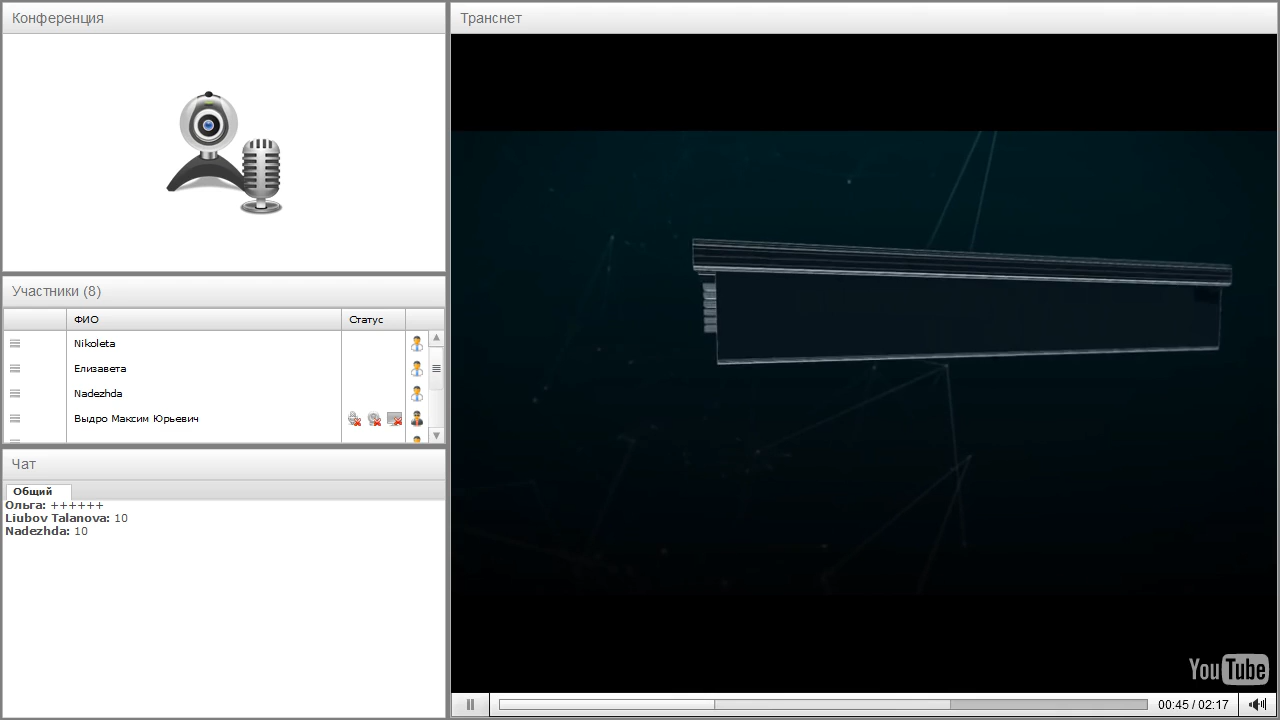 Конференция
Транснет
Участники (8)
ФИО
Статус
Nikoleta
Елизавета
Nadezhda
Выдро Максим Юрьевич
Чат
Общий
Ольга: ++++++
Liubov Talanova: 10
Nadezhda: 10
YouTube
00:45 / 02:17